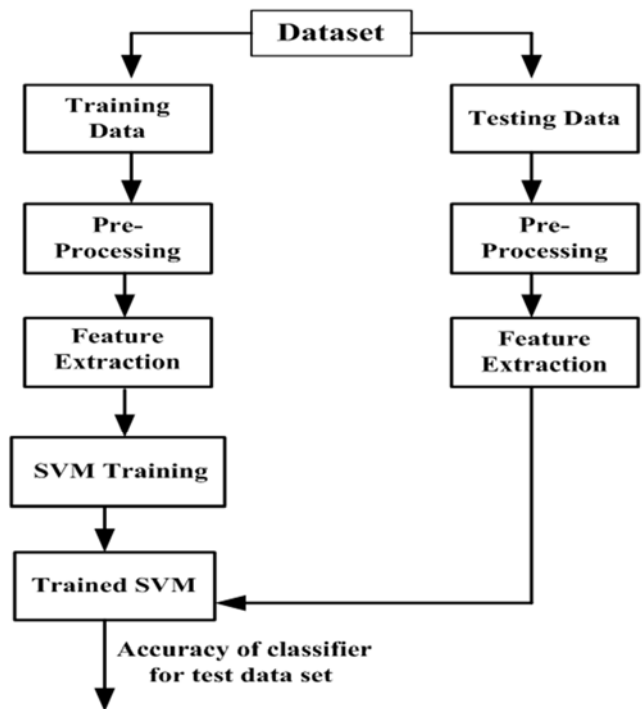 Dataset
Training
Data
Pre-
Processing
Feature
Extraction
SVM Training
Trained SVM
Accuracy of classifier
for test data set
Testing Data
Pre-
Processing
Feature
Extraction